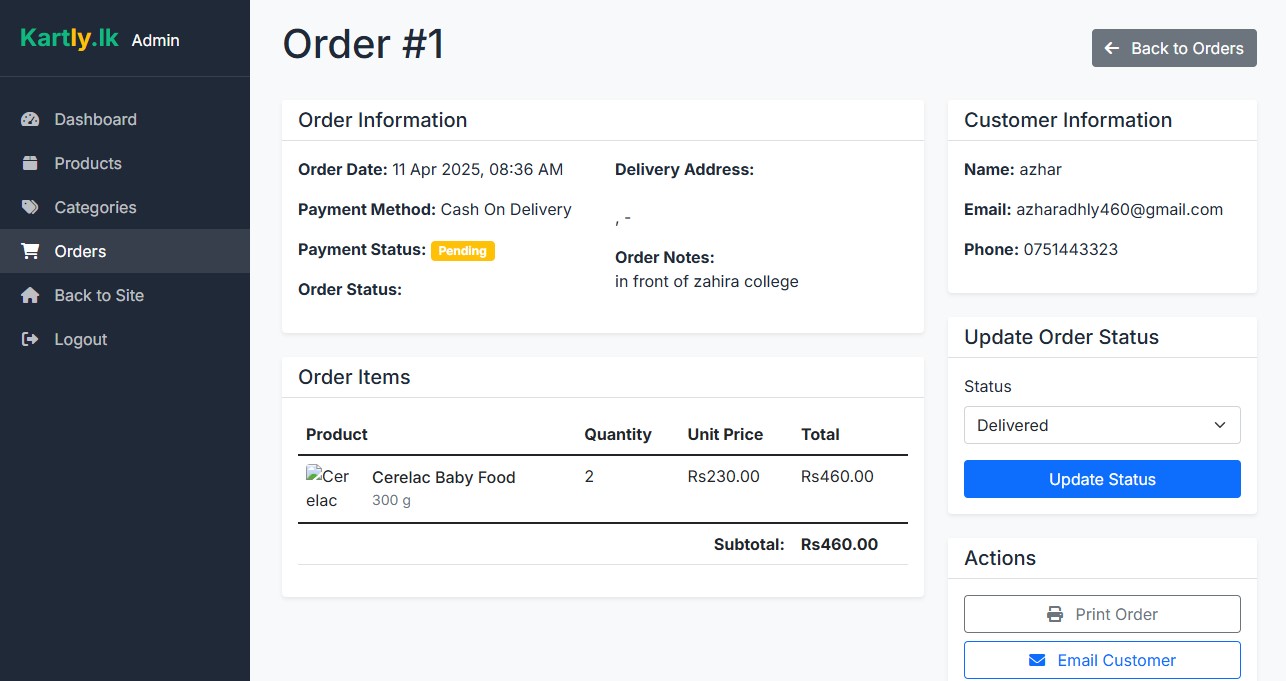 Kartly.lk Admin
Dashboard
Products
Categories
Orders
Back to Site
Logout
Order #1
Back to Orders
Order Information
Order Date: 11 Apr 2025, 08:36 AM
Payment Method: Cash On Delivery
Payment Status: Pending
Order Status:
Delivery Address:
, -
Order Notes:
in front of zahira college
Order Items
Product Quantity Unit Price Total
Cer
elac
Cerelac Baby Food 2 Rs230.00 Rs460.00
300 g
Subtotal: Rs460.00
Customer Information
Name: azhar
Email: azharadhly460@gmail.com
Phone: 0751443323
Update Order Status
Status
Delivered
Update Status
Actions
Print Order
Email Customer